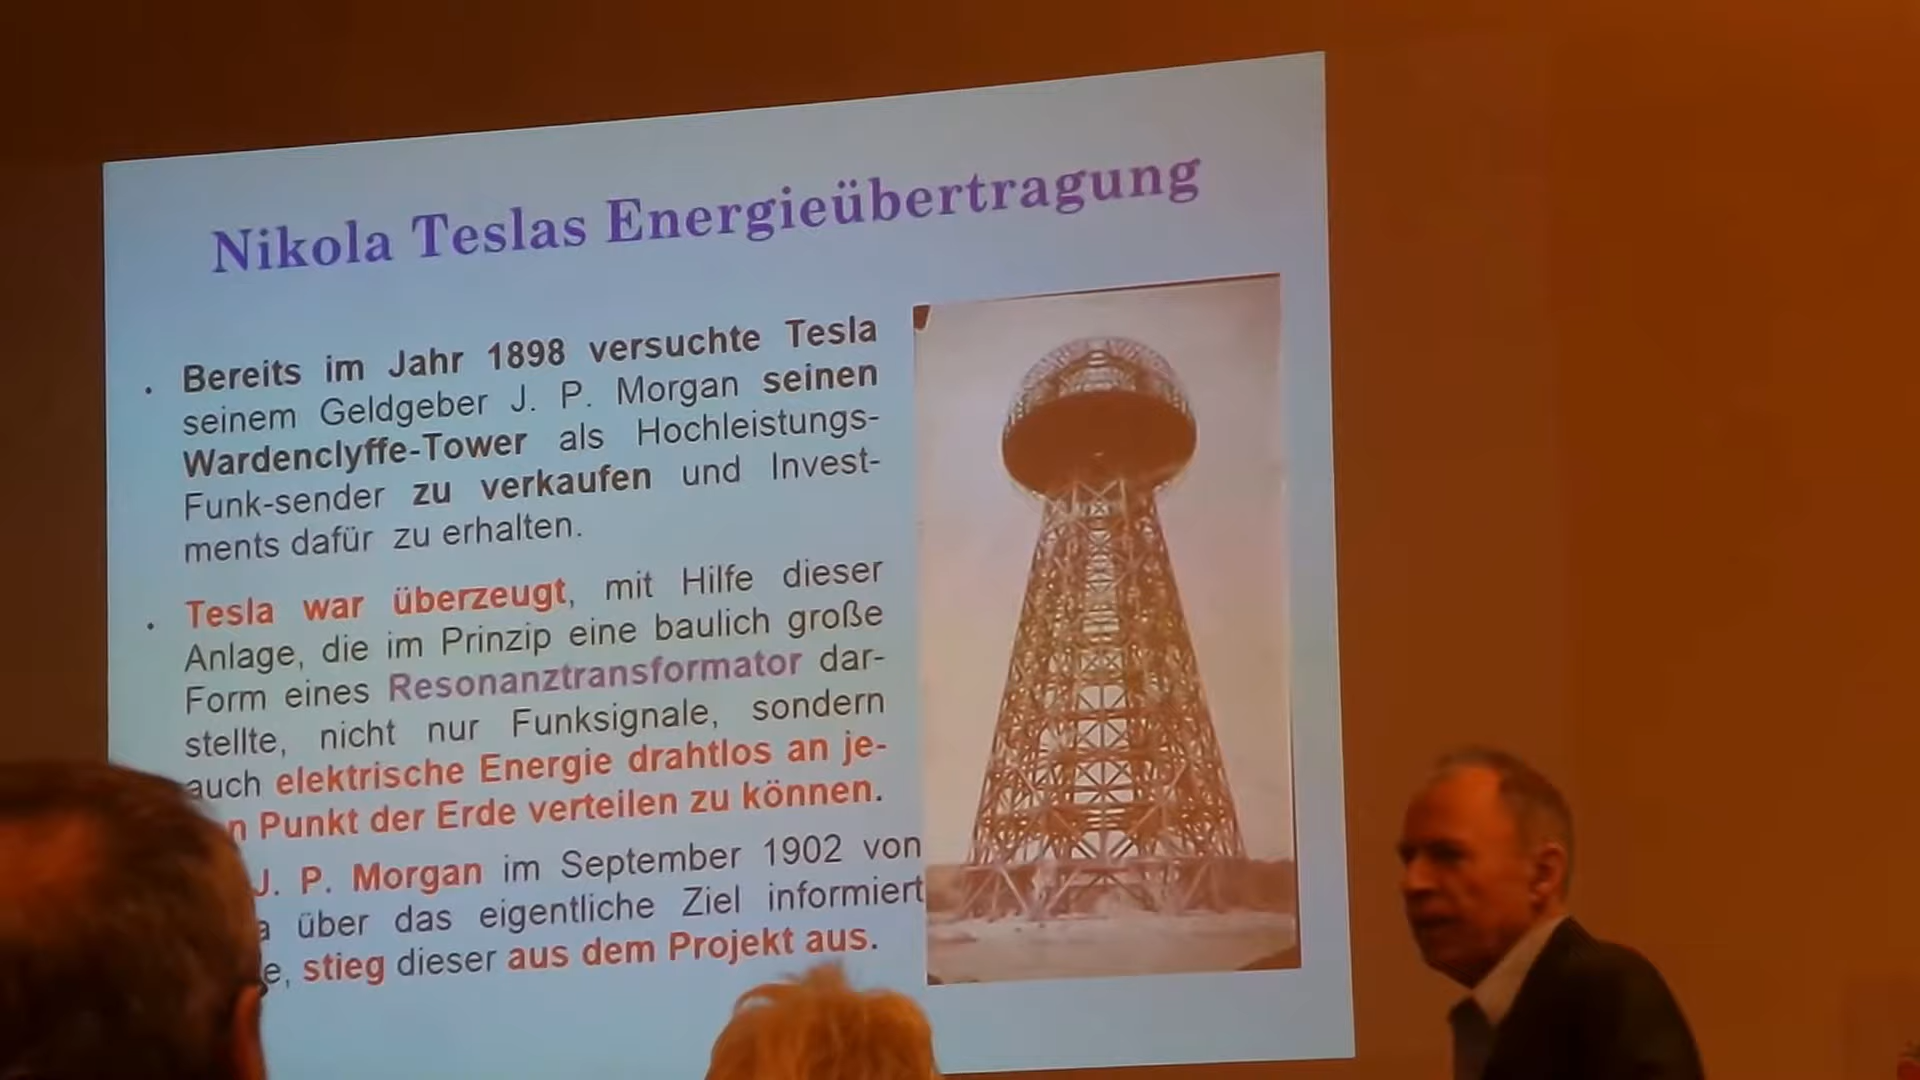 Nikola Teslas Energieübertragung
• Bereits im Jahr 1898 versuchte Tesla
seinem Geldgeber J. P. Morgan seinen
Wardenclyffe-Tower als Hochleistungs-
Funk-sender zu verkaufen und Invest-
ments dafür zu erhalten.
• Tesla war überzeugt, mit Hilfe dieser
Anlage, die im Prinzip eine baulich große
Form eines Resonanztransformator dar-
stellte, nicht nur Funksignale, sondern
auch elektrische Energie drahtlos an je-
Punkt der Erde verteilen zu können.
J. P. Morgan im September 1902 von
über das eigentliche Ziel informiert
stieg dieser aus dem Projekt aus.